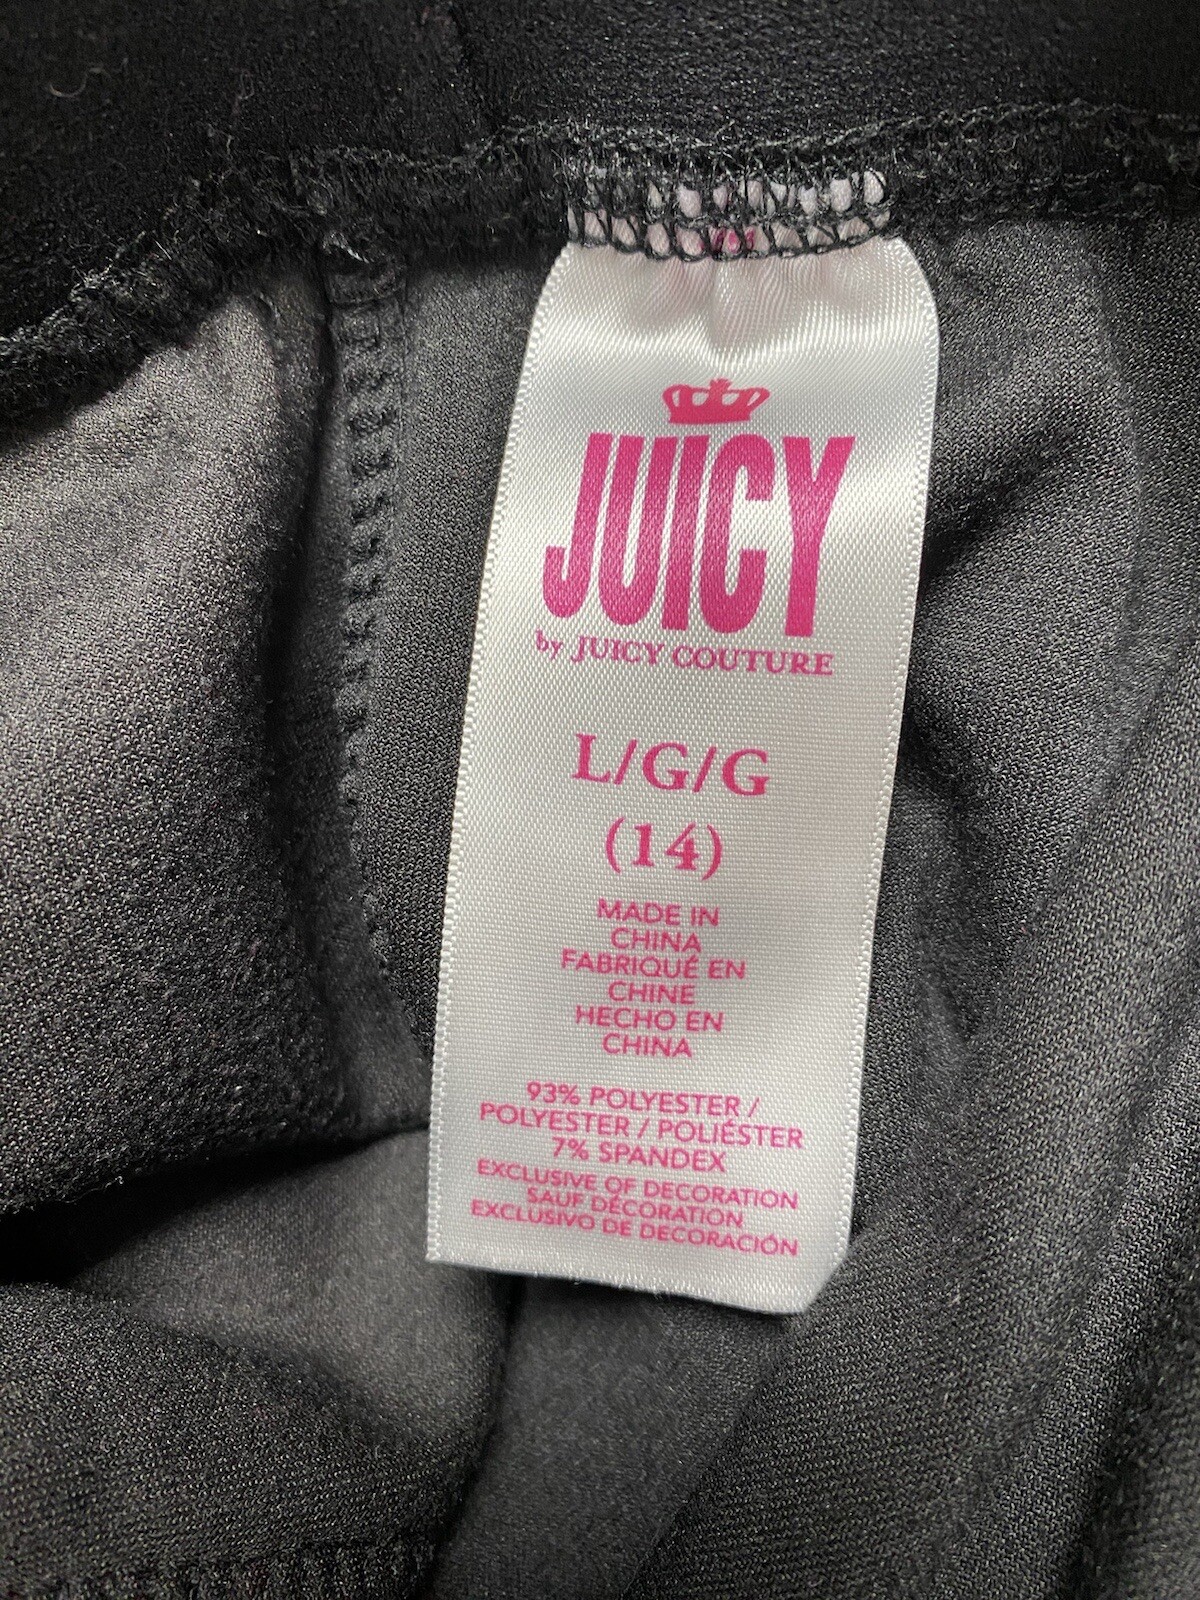 JUICY
by JUICY COUTURE
L/G/G
(14)
MADE IN
CHINA
FABRIQUÉ EN
CHINE
HECHO EN
CHINA
93% POLYESTER /
POLYESTER / POLIÉSTER
7% SPANDEX
EXCLUSIVE OF DECORATION
SAUF DÉCORATION
EXCLUSIVO DE DECORACIÓN